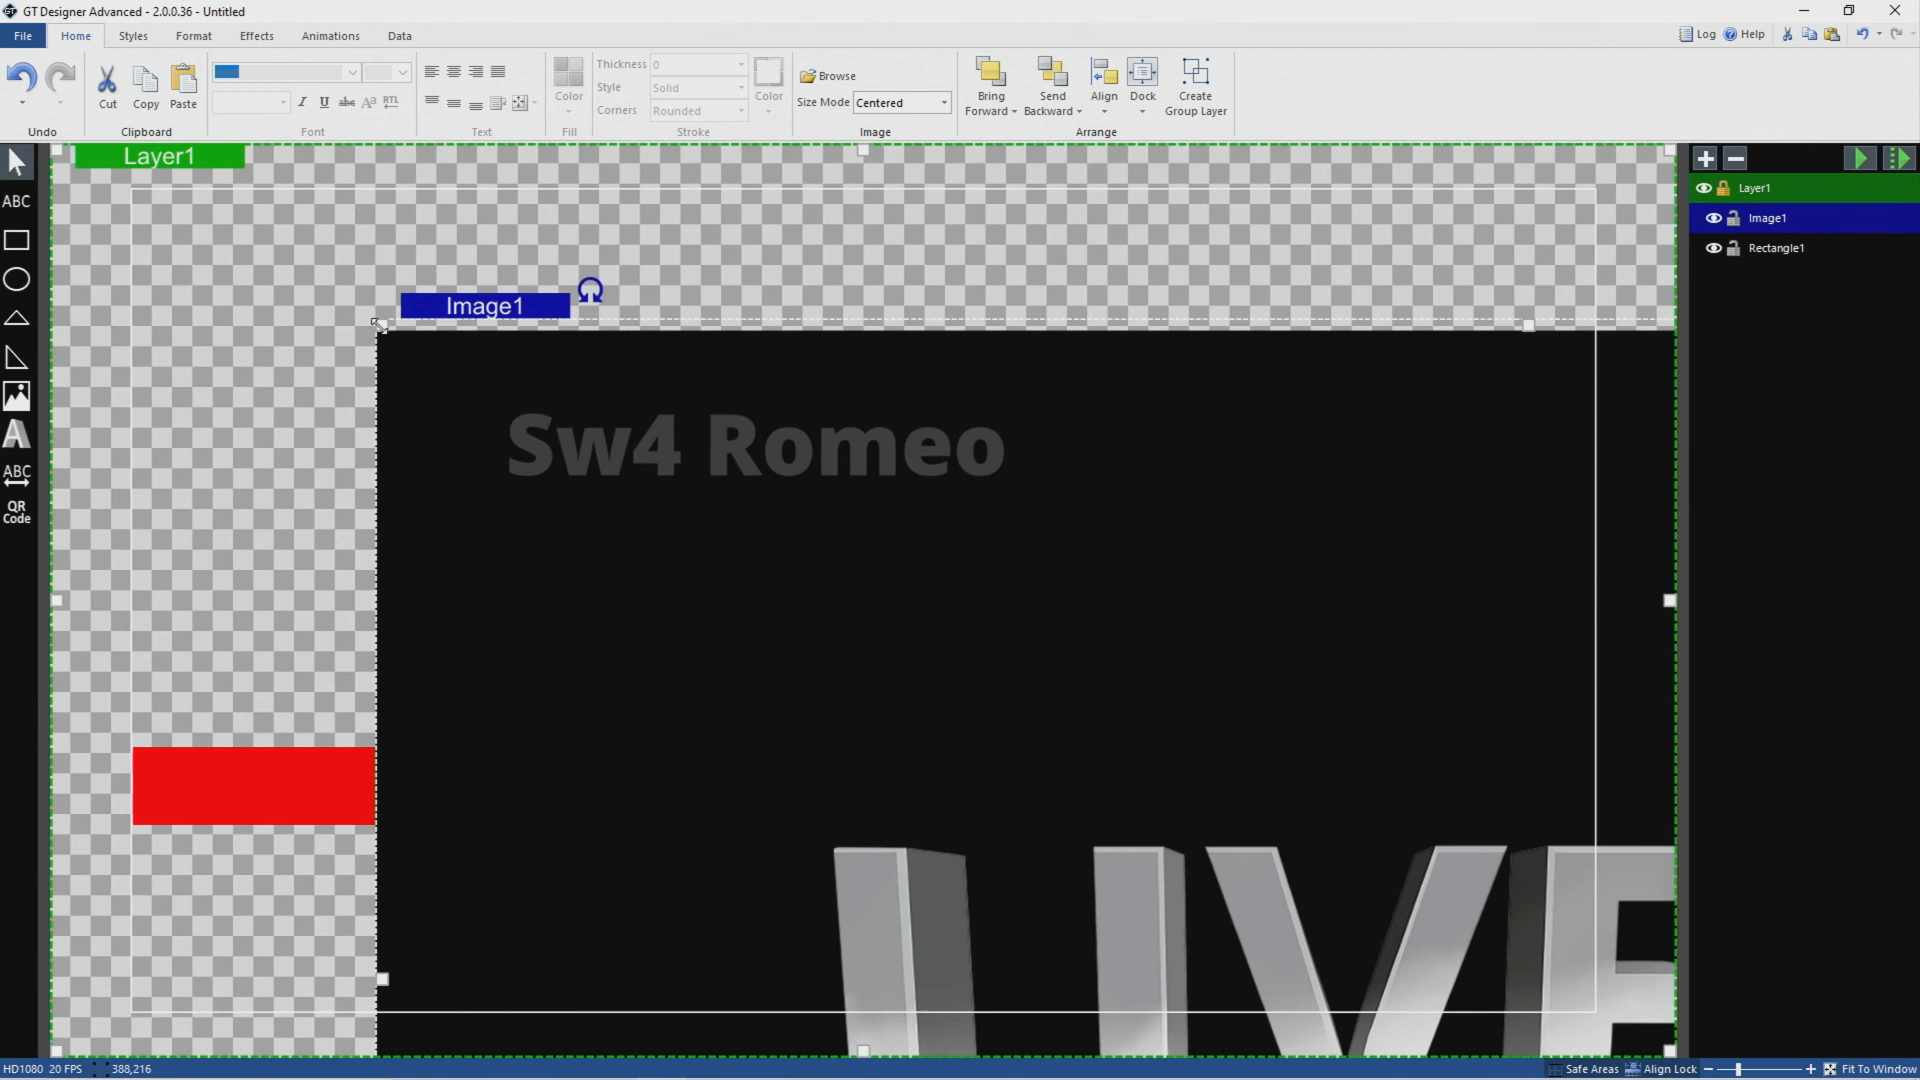 GT Designer Advanced - 2.0.0.36 - Untitled
File Home Styles Format Effects Animations Data Log Help
Cut Copy Paste
RTL
Thickness 0
Style Solid
Corners Rounded
Color Color
Browse
Size Mode Centered
Bring Forward
Send Backward
Align
Dock
Create Group Layer
Undo Clipboard Font Text Fill Stroke Image Arrange
ABC
ABC
QR
Code
Layer1
Image1
Sw4 Romeo
LIVE
Layer1
Image1
Rectangle1
HD1080 20 FPS 388,216 Safe Areas Align Lock Fit To Window